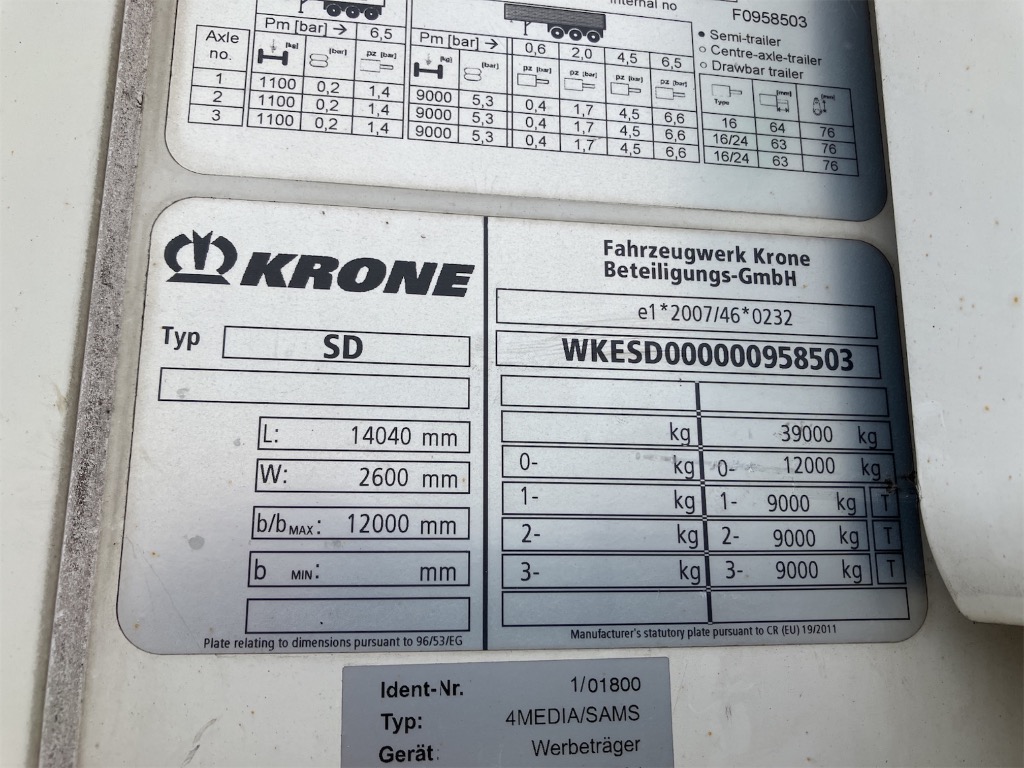 Internal no
F0958503
Pm [bar] → 6,5
Pm [bar] → 0,6 2,0 4,5 6,5
• Semi-trailer
○ Centre-axle-trailer
○ Drawbar trailer
Axle no. [kg] [bar] pz [bar] [kg] [bar] pz [bar] pz [bar] pz [bar] pz [bar] Type [mm] [mm]
1 1100 0,2 1,4 9000 5,3 0,4 1,7 4,5 6,6 16 64 76
2 1100 0,2 1,4 9000 5,3 0,4 1,7 4,5 6,6 16/24 63 76
3 1100 0,2 1,4 9000 5,3 0,4 1,7 4,5 6,6 16/24 63 76
KRONE
Typ SD
L: 14040 mm
W: 2600 mm
b/b MAX: 12000 mm
b MIN: mm
Plate relating to dimensions pursuant to 96/53/EG
Fahrzeugwerk Krone
Beteiligungs-GmbH
e1*2007/46*0232
WKESD000000958503
kg 39000 kg
0- kg 0- 12000 kg
1- kg 1- 9000 kg T
2- kg 2- 9000 kg T
3- kg 3- 9000 kg T
Manufacturer's statutory plate pursuant to CR (EU) 19/2011
Ident-Nr. 1/01800
Typ: 4MEDIA/SAMS
Gerät Werbeträger